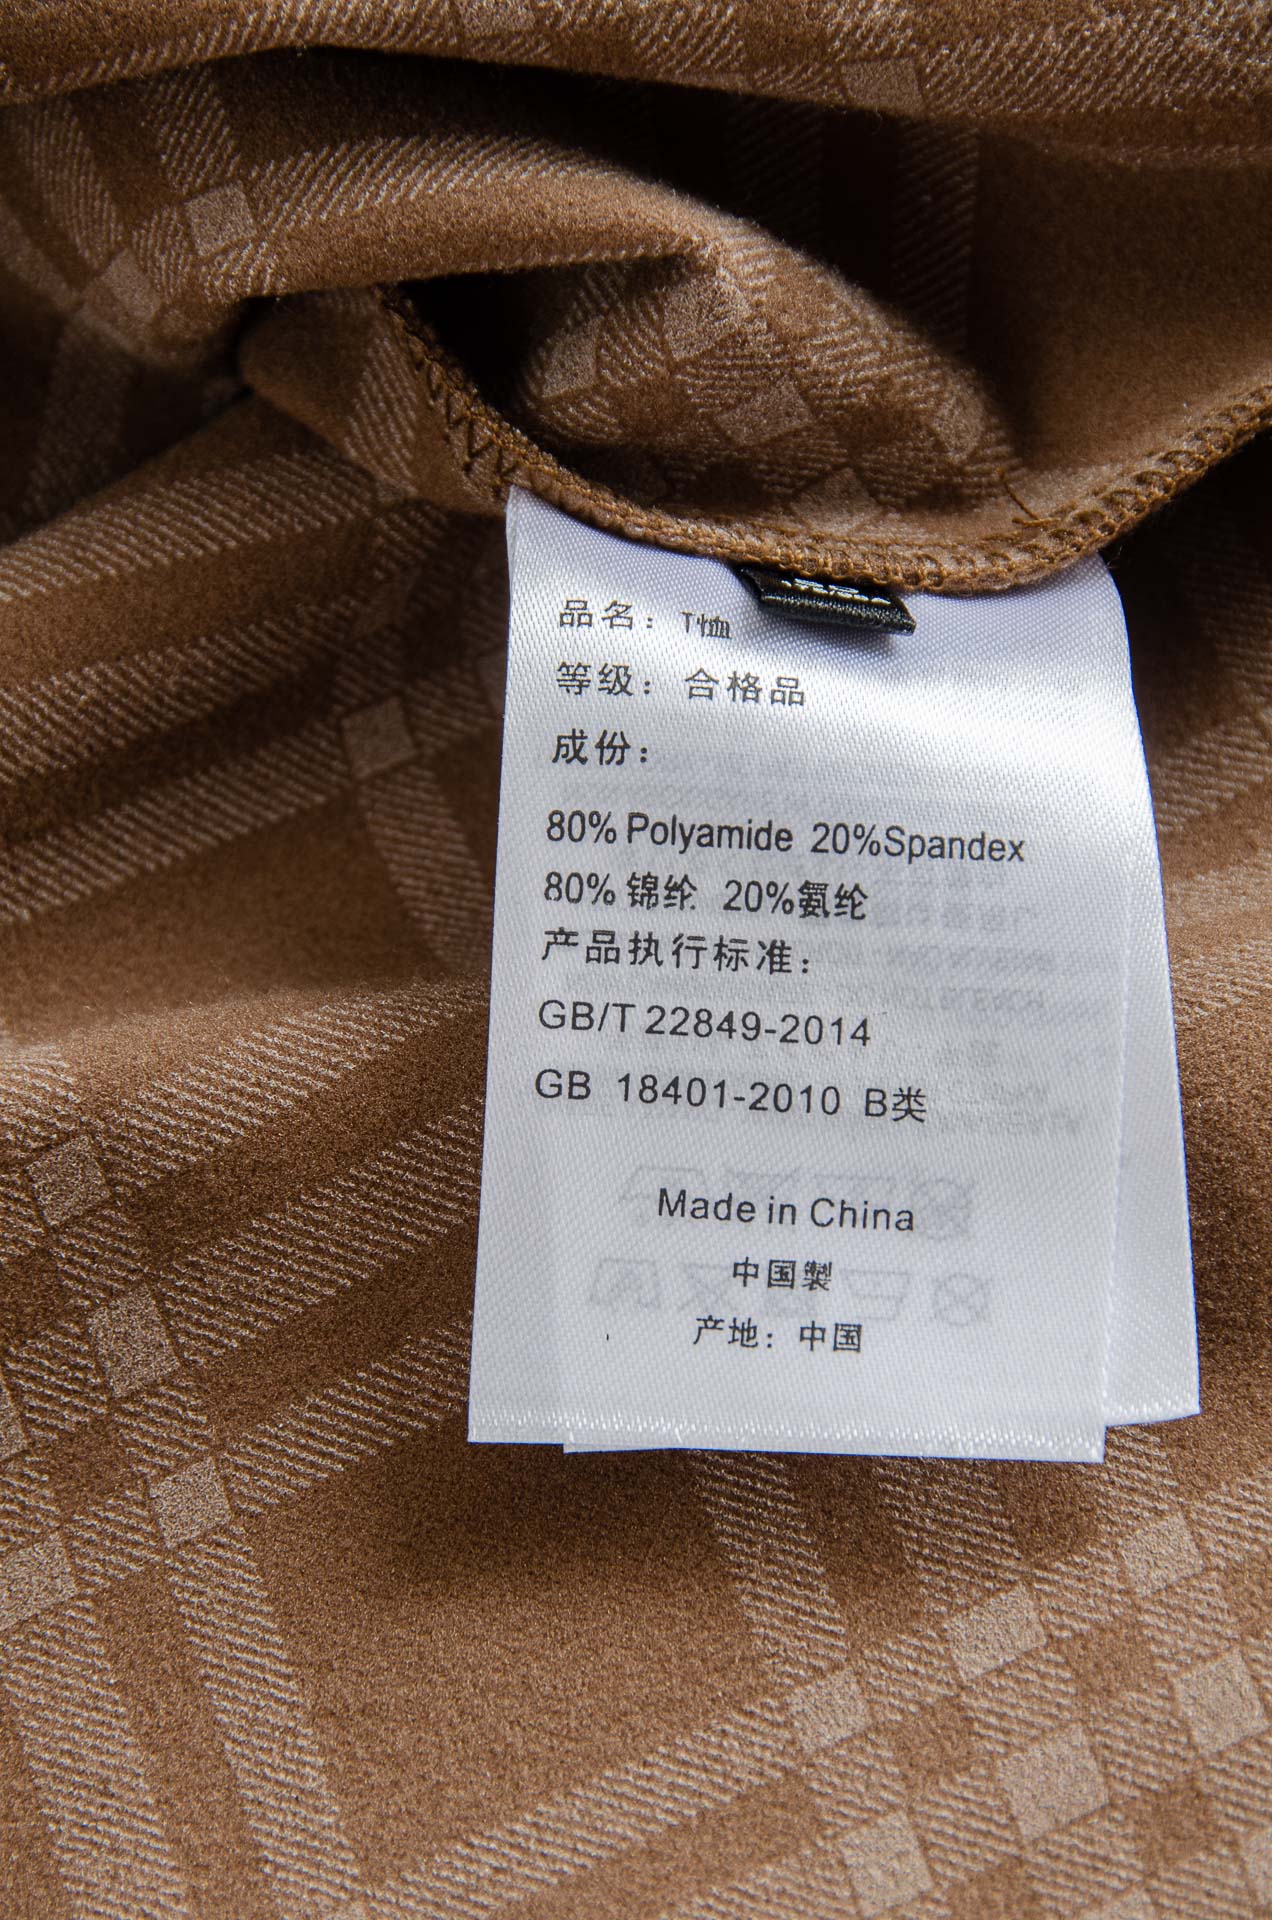 品名：T恤
等级：合格品
成份：
80% Polyamide 20%Spandex
80% 锦纶 20%氨纶
产品执行标准：
GB/T 22849-2014
GB 18401-2010 B类
Made in China
中国製
产地：中国